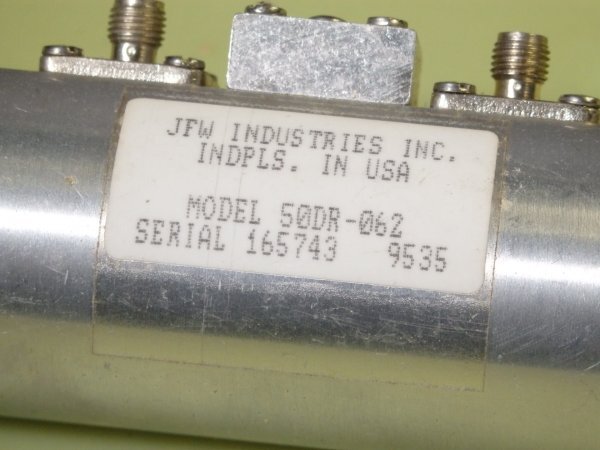 JFW INDUSTRIES INC.
INDPLS. IN USA
MODEL 50DR-062
SERIAL 165743 9535